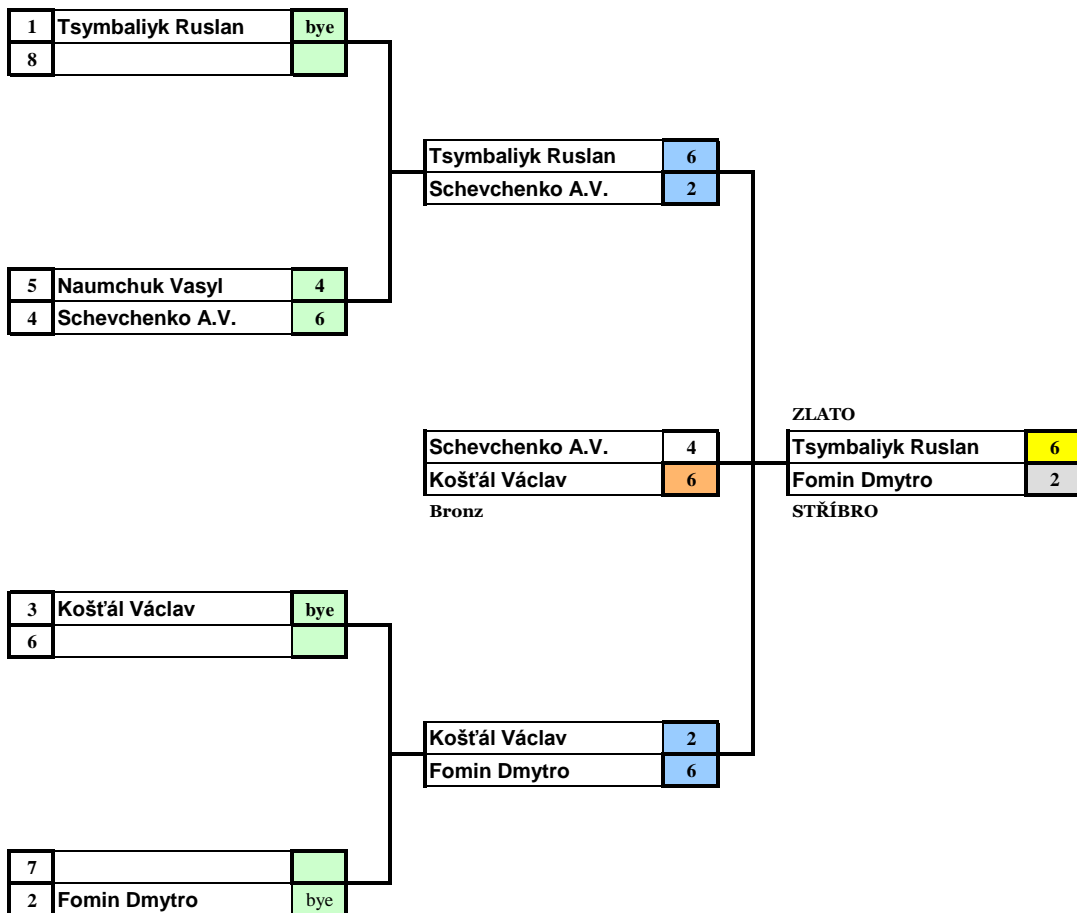 1 Tsymbaliyk Ruslan bye
8
Tsymbaliyk Ruslan 6
Schevchenko A.V. 2
5 Naumchuk Vasyl 4
4 Schevchenko A.V. 6
ZLATO
Schevchenko A.V. 4
Košťál Václav 6
Bronz
Tsymbaliyk Ruslan 6
Fomin Dmytro 2
STŘÍBRO
3 Košťál Václav bye
6
Košťál Václav 2
Fomin Dmytro 6
7
2 Fomin Dmytro bye